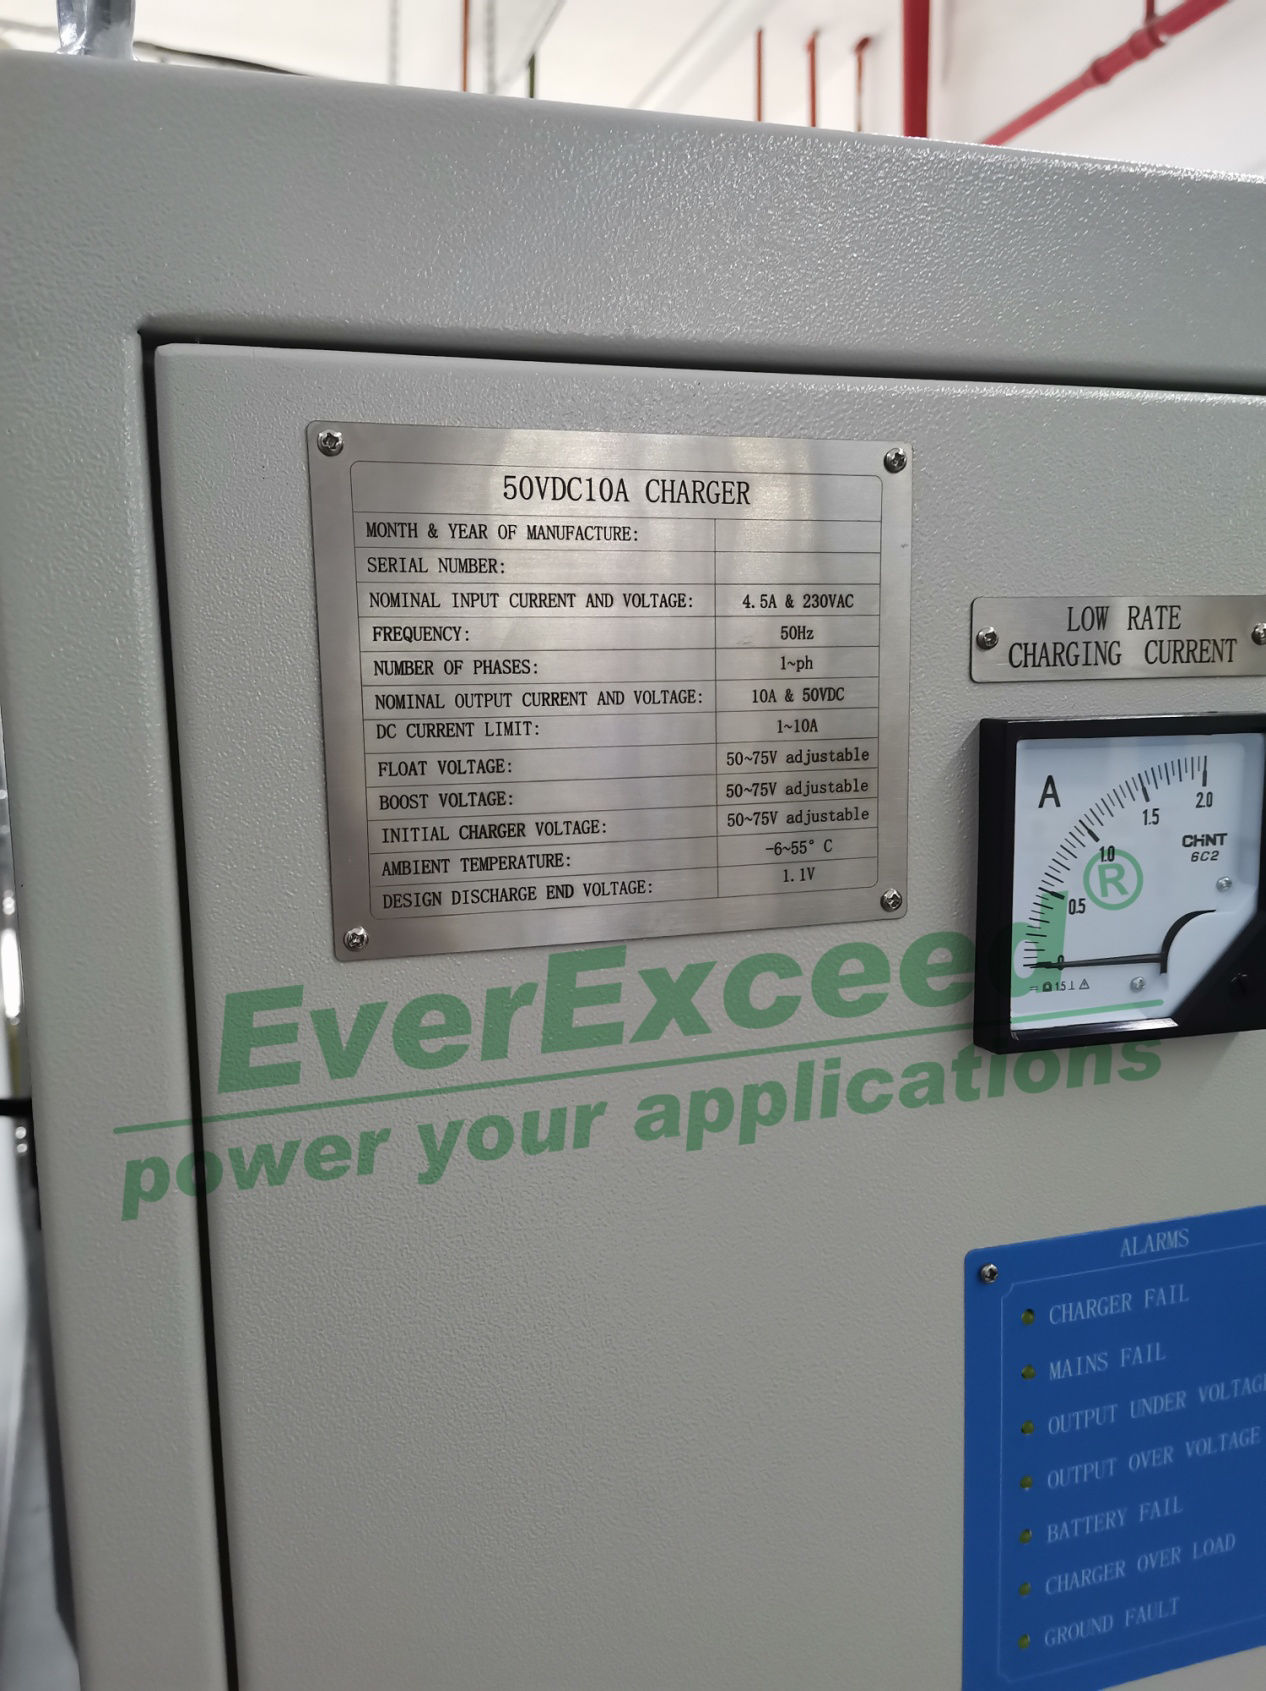 50VDC10A CHARGER
MONTH & YEAR OF MANUFACTURE:
SERIAL NUMBER:
NOMINAL INPUT CURRENT AND VOLTAGE: 4.5A & 230VAC
FREQUENCY: 50Hz
NUMBER OF PHASES: 1~ph
NOMINAL OUTPUT CURRENT AND VOLTAGE: 10A & 50VDC
DC CURRENT LIMIT: 1~10A
FLOAT VOLTAGE: 50~75V adjustable
BOOST VOLTAGE: 50~75V adjustable
INITIAL CHARGER VOLTAGE: 50~75V adjustable
AMBIENT TEMPERATURE: -6~55° C
DESIGN DISCHARGE END VOLTAGE: 1.1V
LOW RATE
CHARGING CURRENT
A
0 0.5 1.0 1.5 2.0
CHNT
6C2
1.5
EverExceed®
power your applications
ALARMS
CHARGER FAIL
MAINS FAIL
OUTPUT UNDER VOLTAGE
OUTPUT OVER VOLTAGE
BATTERY FAIL
CHARGER OVER LOAD
GROUND FAULT